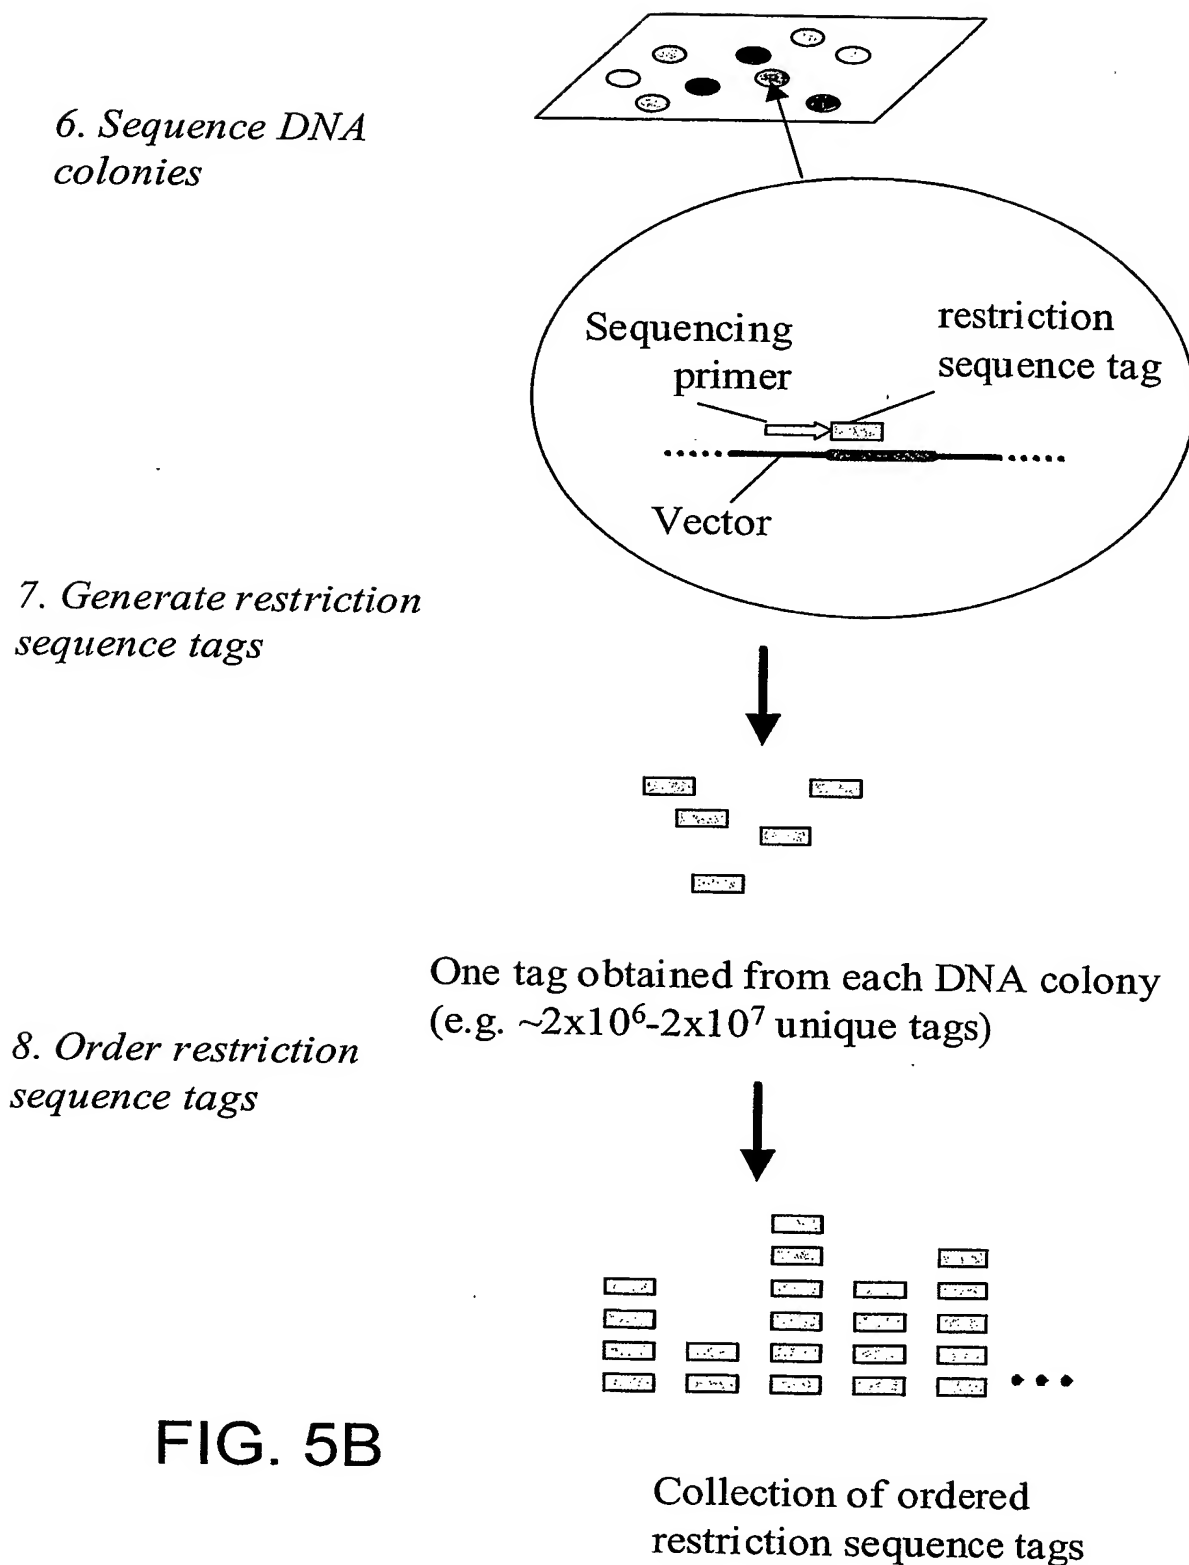 6. Sequence DNA
colonies
Sequencing
primer
restriction
sequence tag
Vector
7. Generate restriction
sequence tags
One tag obtained from each DNA colony
(e.g. ~2x10⁶-2x10⁷ unique tags)
8. Order restriction
sequence tags
FIG. 5B
Collection of ordered
restriction sequence tags